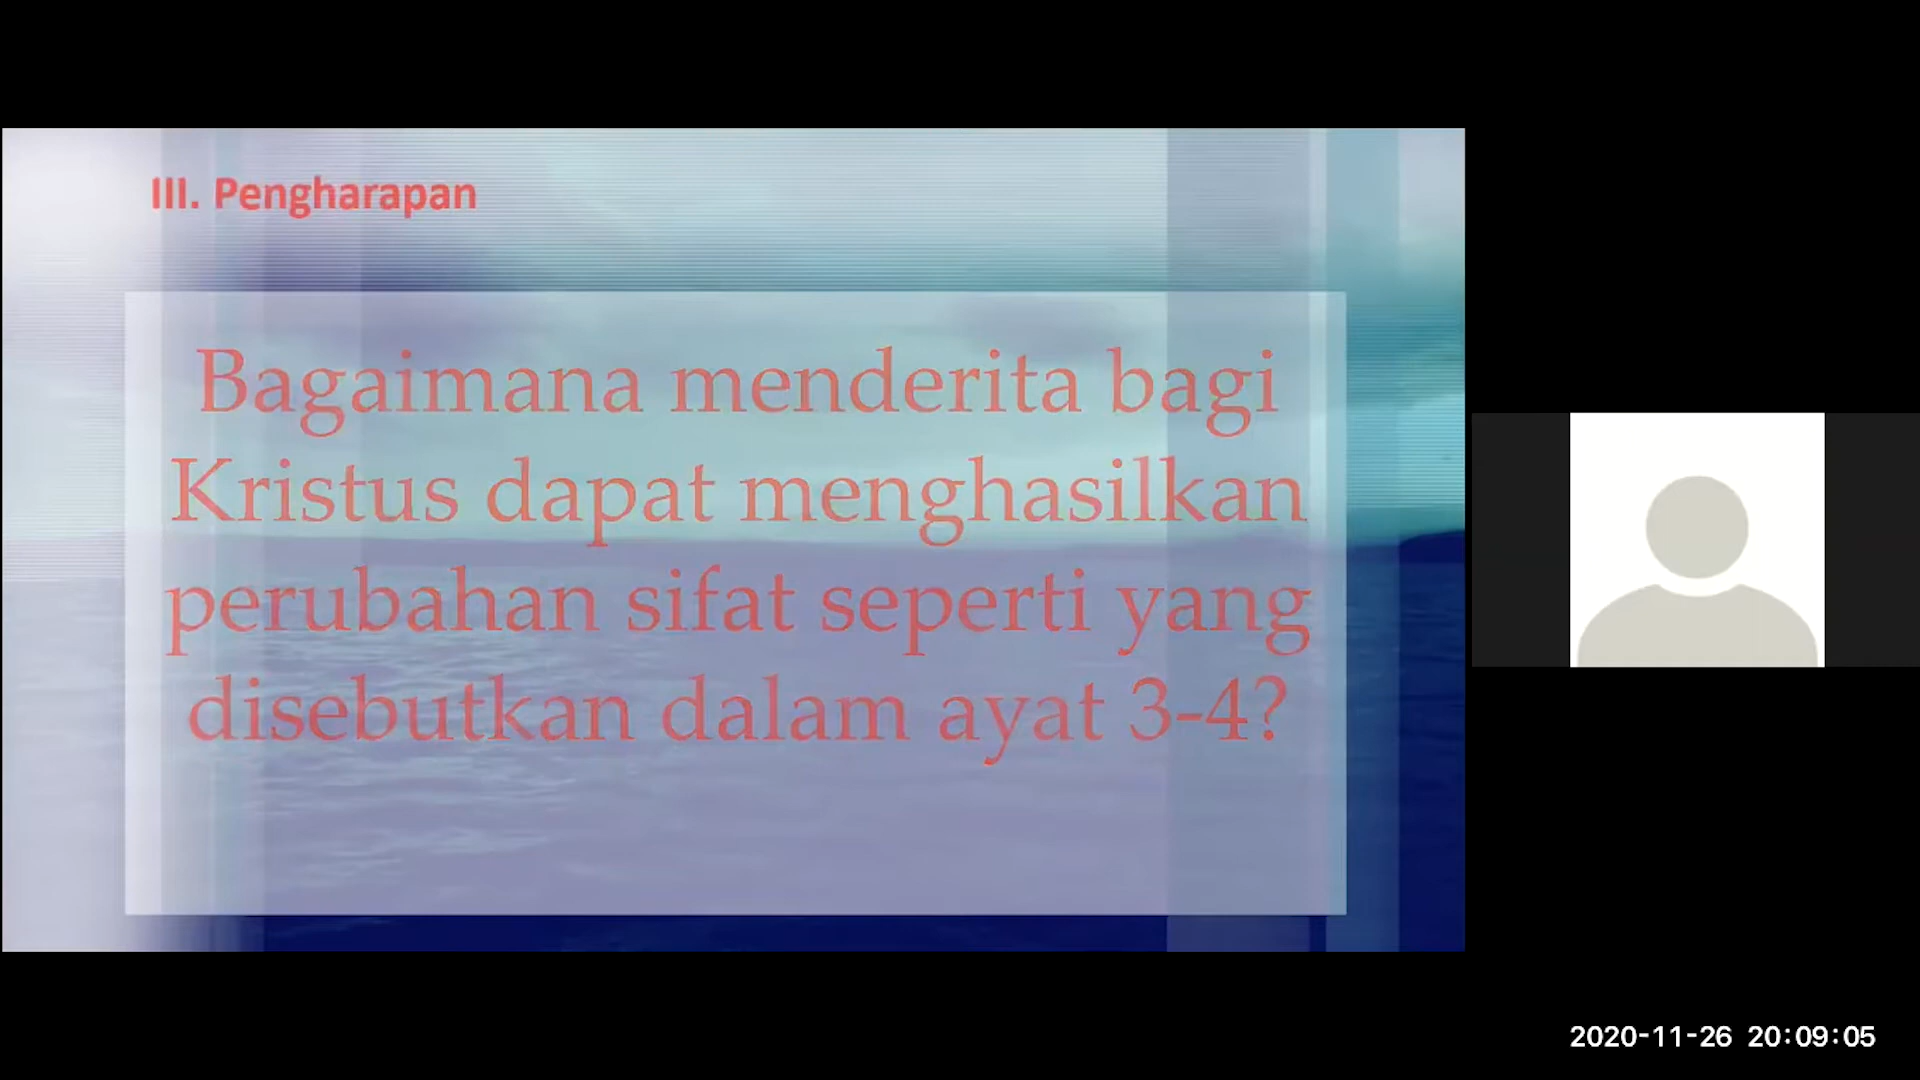 III. Pengharapan
Bagaimana menderita bagi
Kristus dapat menghasilkan
perubahan sifat seperti yang
disebutkan dalam ayat 3-4?
2020-11-26 20:09:05